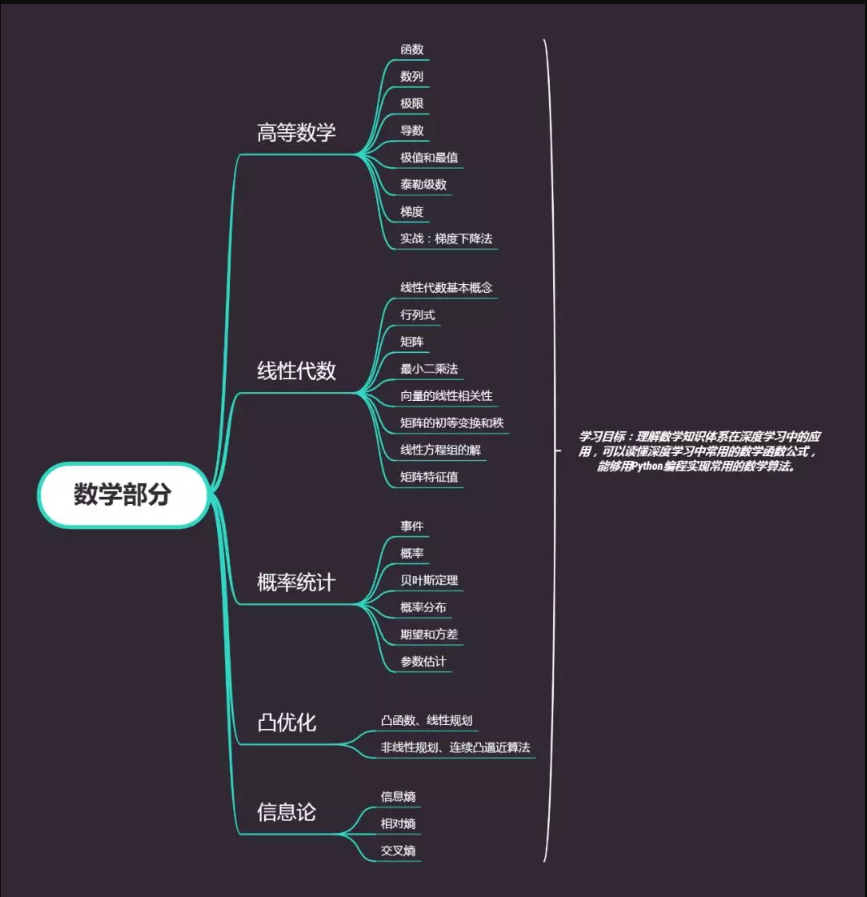 数学部分
高等数学
函数
数列
极限
导数
极值和最值
泰勒级数
梯度
实战：梯度下降法
线性代数
线性代数基本概念
行列式
矩阵
最小二乘法
向量的线性相关性
矩阵的初等变换和秩
线性方程组的解
矩阵特征值
概率统计
事件
概率
贝叶斯定理
概率分布
期望和方差
参数估计
凸优化
凸函数、线性规划
非线性规划、连续凸逼近算法
信息论
信息熵
相对熵
交叉熵
学习目标：理解数学知识体系在深度学习中的应
用，可以读懂深度学习中常用的数学函数公式，
能够用Python编程实现常用的数学算法。